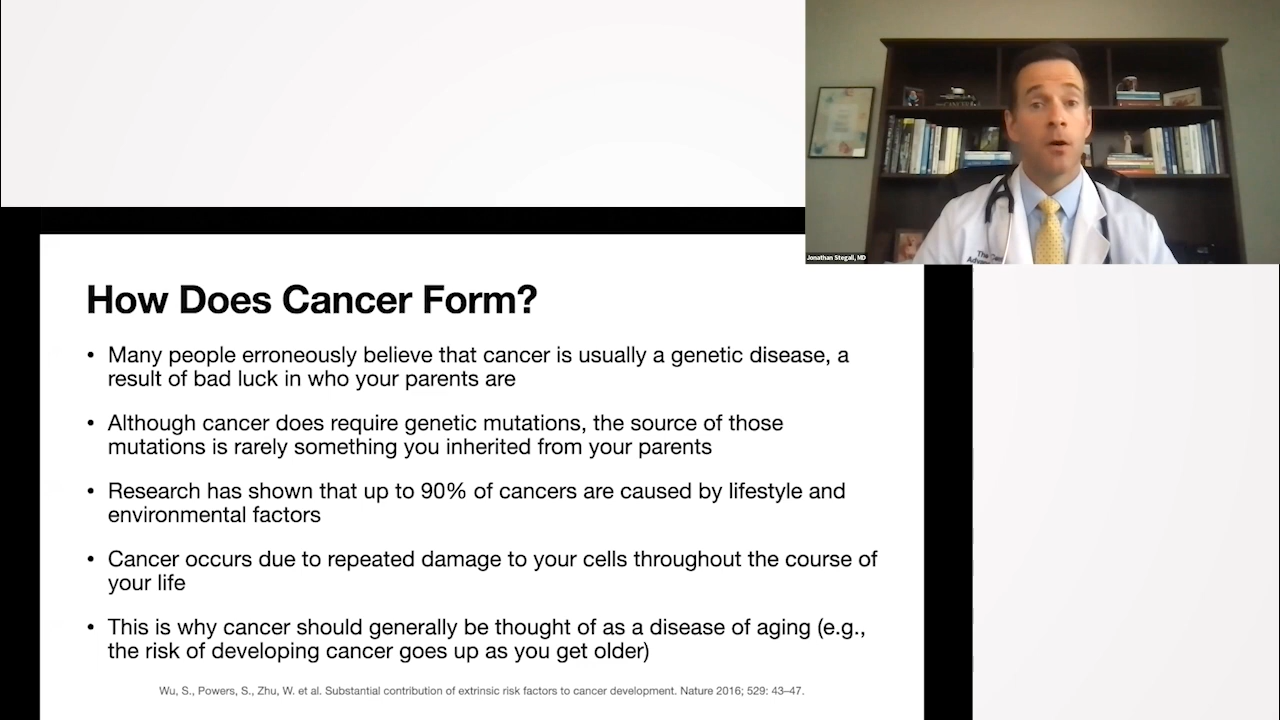 Jonathan Stegall, MD
How Does Cancer Form?
• Many people erroneously believe that cancer is usually a genetic disease, a
result of bad luck in who your parents are
• Although cancer does require genetic mutations, the source of those
mutations is rarely something you inherited from your parents
• Research has shown that up to 90% of cancers are caused by lifestyle and
environmental factors
• Cancer occurs due to repeated damage to your cells throughout the course of
your life
• This is why cancer should generally be thought of as a disease of aging (e.g.,
the risk of developing cancer goes up as you get older)
Wu, S., Powers, S., Zhu, W. et al. Substantial contribution of extrinsic risk factors to cancer development. Nature 2016; 529: 43–47.